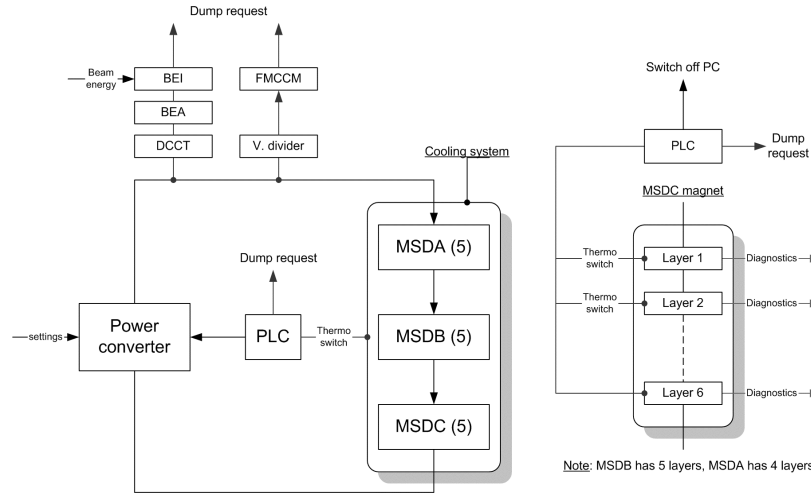 Dump request
Beam
energy
BEI
FMCCM
BEA
DCCT
V. divider
Cooling system
MSDA (5)
Dump request
settings
Power
converter
PLC
Thermo
switch
MSDB (5)
MSDC (5)
Switch off PC
PLC
Dump
request
MSDC magnet
Thermo
switch
Layer 1
Diagnostics
Thermo
switch
Layer 2
Diagnostics
Layer 6
Diagnostics
Note: MSDB has 5 layers, MSDA has 4 layers